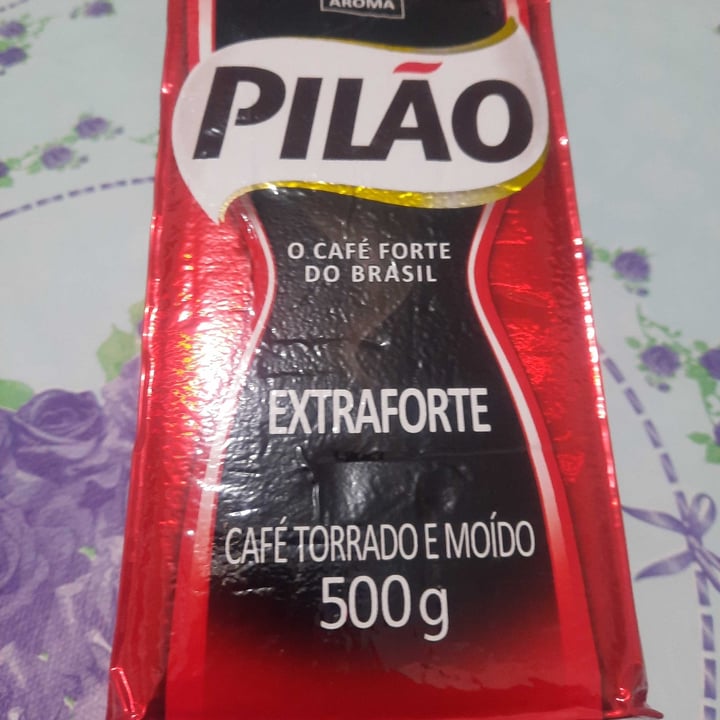 AROMA
PILÃO
O CAFÉ FORTE
DO BRASIL
EXTRAFORTE
CAFÉ TORRADO E MOÍDO
500g